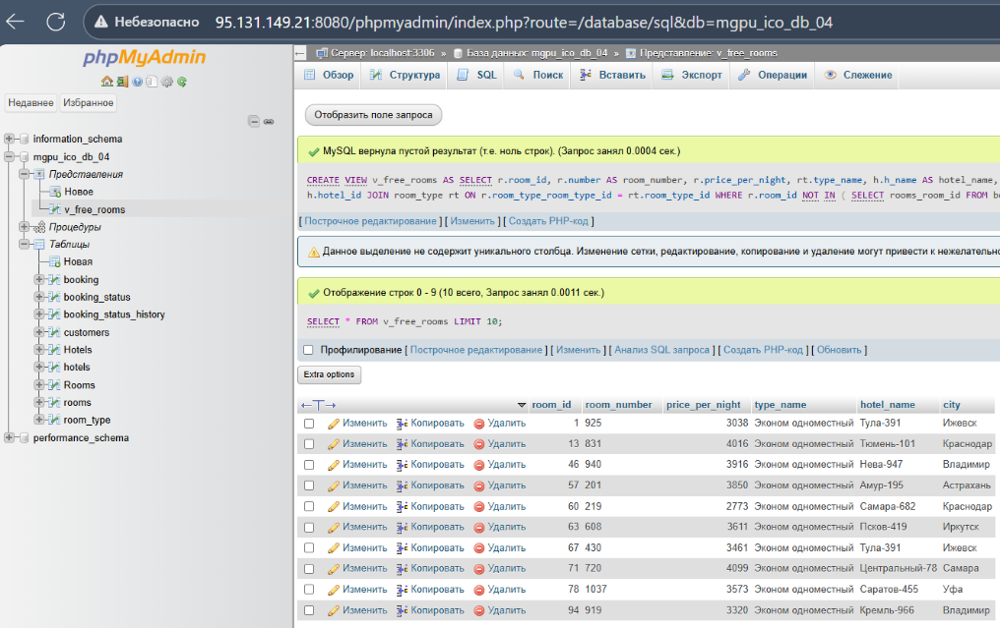 Небезопасно 95.131.149.21:8080/phpmyadmin/index.php?route=/database/sql&db=mgpu_ico_db_04
phpMyAdmin
Недавнее Избранное
information_schema
mgpu_ico_db_04
Представления
Новое
v_free_rooms
Процедуры
Таблицы
Новая
booking
booking_status
booking_status_history
customers
Hotels
hotels
Rooms
rooms
room_type
performance_schema
Сервер: localhost:3306 » База данных: mgpu_ico_db_04 » Представление: v_free_rooms
Обзор Структура SQL Поиск Вставить Экспорт Операции Слежение
Отобразить поле запроса
MySQL вернула пустой результат (т.е. ноль строк). (Запрос занял 0.0004 сек.)
CREATE VIEW v_free_rooms AS SELECT r.room_id, r.number AS room_number, r.price_per_night, rt.type_name, h.h_name AS hotel_name,
h.hotel_id JOIN room_type rt ON r.room_type_room_type_id = rt.room_type_id WHERE r.room_id NOT IN ( SELECT rooms_room_id FROM bo
[ Построчное редактирование ] [ Изменить ] [ Создать PHP-код ]
Данное выделение не содержит уникального столбца. Изменение сетки, редактирование, копирование и удаление могут привести к нежелательно
Отображение строк 0 - 9 (10 всего, Запрос занял 0.0011 сек.)
SELECT * FROM v_free_rooms LIMIT 10;
Профилирование [ Построчное редактирование ] [ Изменить ] [ Анализ SQL запроса ] [ Создать PHP-код ] [ Обновить ]
Extra options
←T→ room_id room_number price_per_night type_name hotel_name city
Изменить Копировать Удалить 1 925 3038 Эконом одноместный Тула-391 Ижевск
Изменить Копировать Удалить 13 831 4016 Эконом одноместный Тюмень-101 Краснодар
Изменить Копировать Удалить 46 940 3916 Эконом одноместный Нева-947 Владимир
Изменить Копировать Удалить 57 201 3850 Эконом одноместный Амур-195 Астрахань
Изменить Копировать Удалить 60 219 2773 Эконом одноместный Самара-682 Краснодар
Изменить Копировать Удалить 63 608 3611 Эконом одноместный Псков-419 Иркутск
Изменить Копировать Удалить 67 430 3461 Эконом одноместный Тула-391 Ижевск
Изменить Копировать Удалить 71 720 4099 Эконом одноместный Центральный-78 Самара
Изменить Копировать Удалить 78 1037 3573 Эконом одноместный Саратов-455 Уфа
Изменить Копировать Удалить 94 919 3320 Эконом одноместный Кремль-966 Владимир